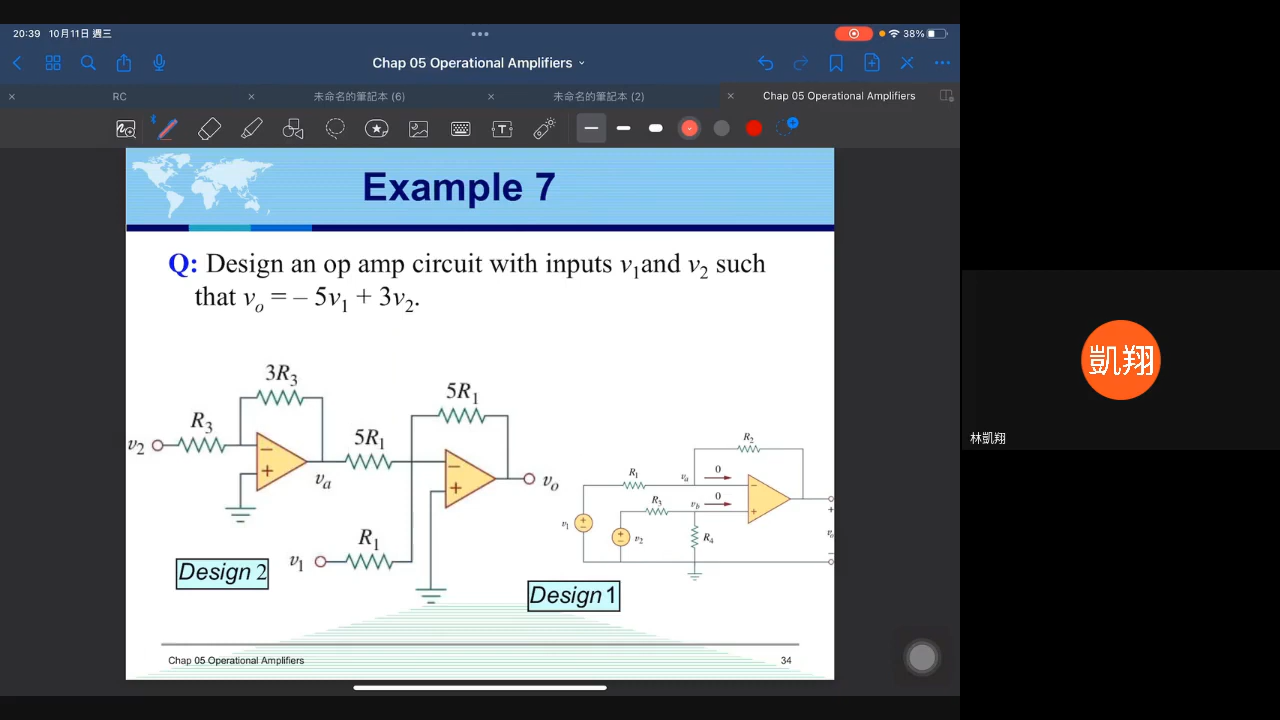 20:39 10月11日 週三
38%
Chap 05 Operational Amplifiers
RC
未命名的筆記本 (6)
未命名的筆記本 (2)
Chap 05 Operational Amplifiers
Example 7
Q: Design an op amp circuit with inputs v₁and v₂ such
that vₒ = – 5v₁ + 3v₂.
3R₃
R₃
v₂
5R₁
5R₁
vₐ
vₒ
R₁
v₁
Design 2
R₂
R₁
vₐ
0
R₃
v_b
0
v₁
v₂
R₄
Design 1
Chap 05 Operational Amplifiers
34
凱翔
林凱翔